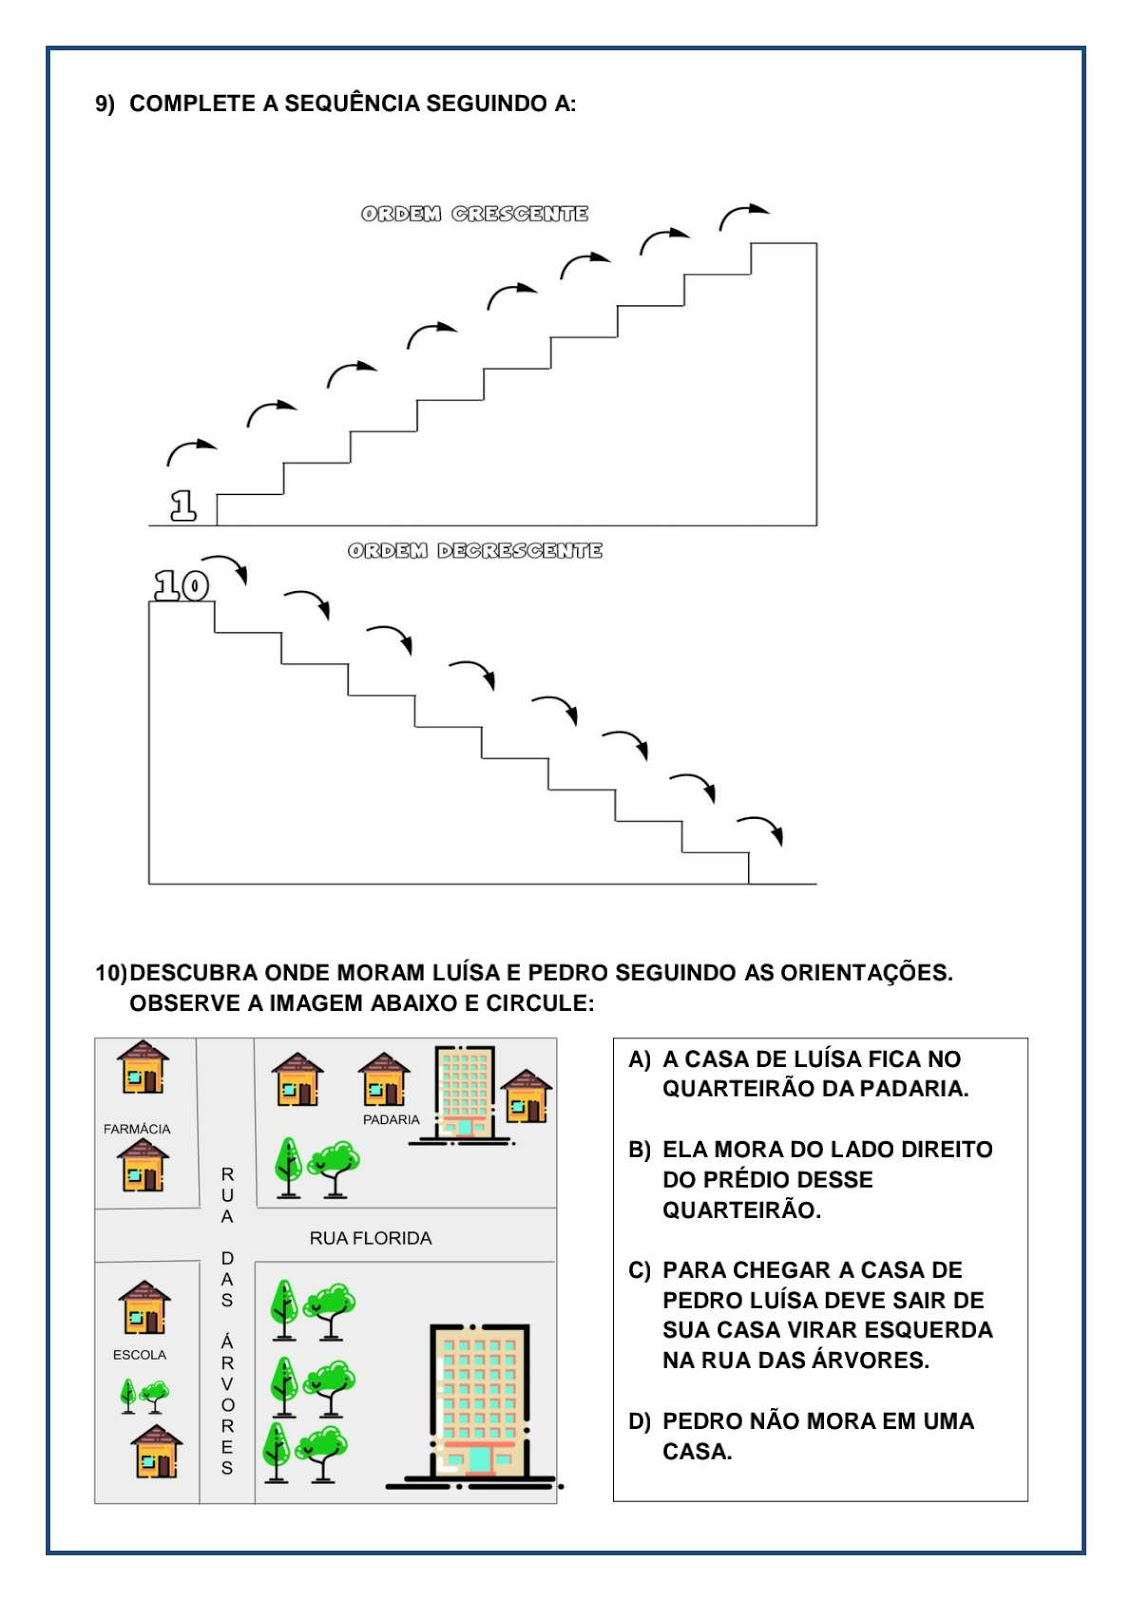 9) COMPLETE A SEQUÊNCIA SEGUINDO A:
ORDEM CRESCENTE
1
ORDEM DECRESCENTE
10
10)DESCUBRA ONDE MORAM LUÍSA E PEDRO SEGUINDO AS ORIENTAÇÕES.
OBSERVE A IMAGEM ABAIXO E CIRCULE:
FARMÁCIA
PADARIA
RUA DAS ÁRVORES
RUA FLORIDA
ESCOLA
A) A CASA DE LUÍSA FICA NO
QUARTEIRÃO DA PADARIA.
B) ELA MORA DO LADO DIREITO
DO PRÉDIO DESSE
QUARTEIRÃO.
C) PARA CHEGAR A CASA DE
PEDRO LUÍSA DEVE SAIR DE
SUA CASA VIRAR ESQUERDA
NA RUA DAS ÁRVORES.
D) PEDRO NÃO MORA EM UMA
CASA.